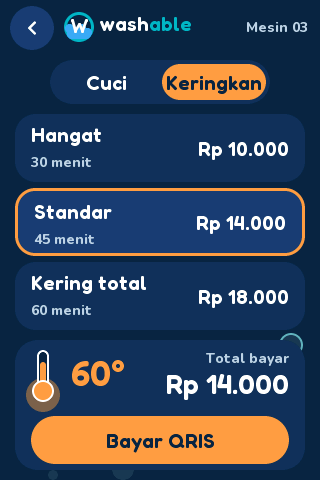 washable
Mesin 03
Cuci
Keringkan
Hangat
30 menit
Rp 10.000
Standar
45 menit
Rp 14.000
Kering total
60 menit
Rp 18.000
60°
Total bayar
Rp 14.000
Bayar QRIS